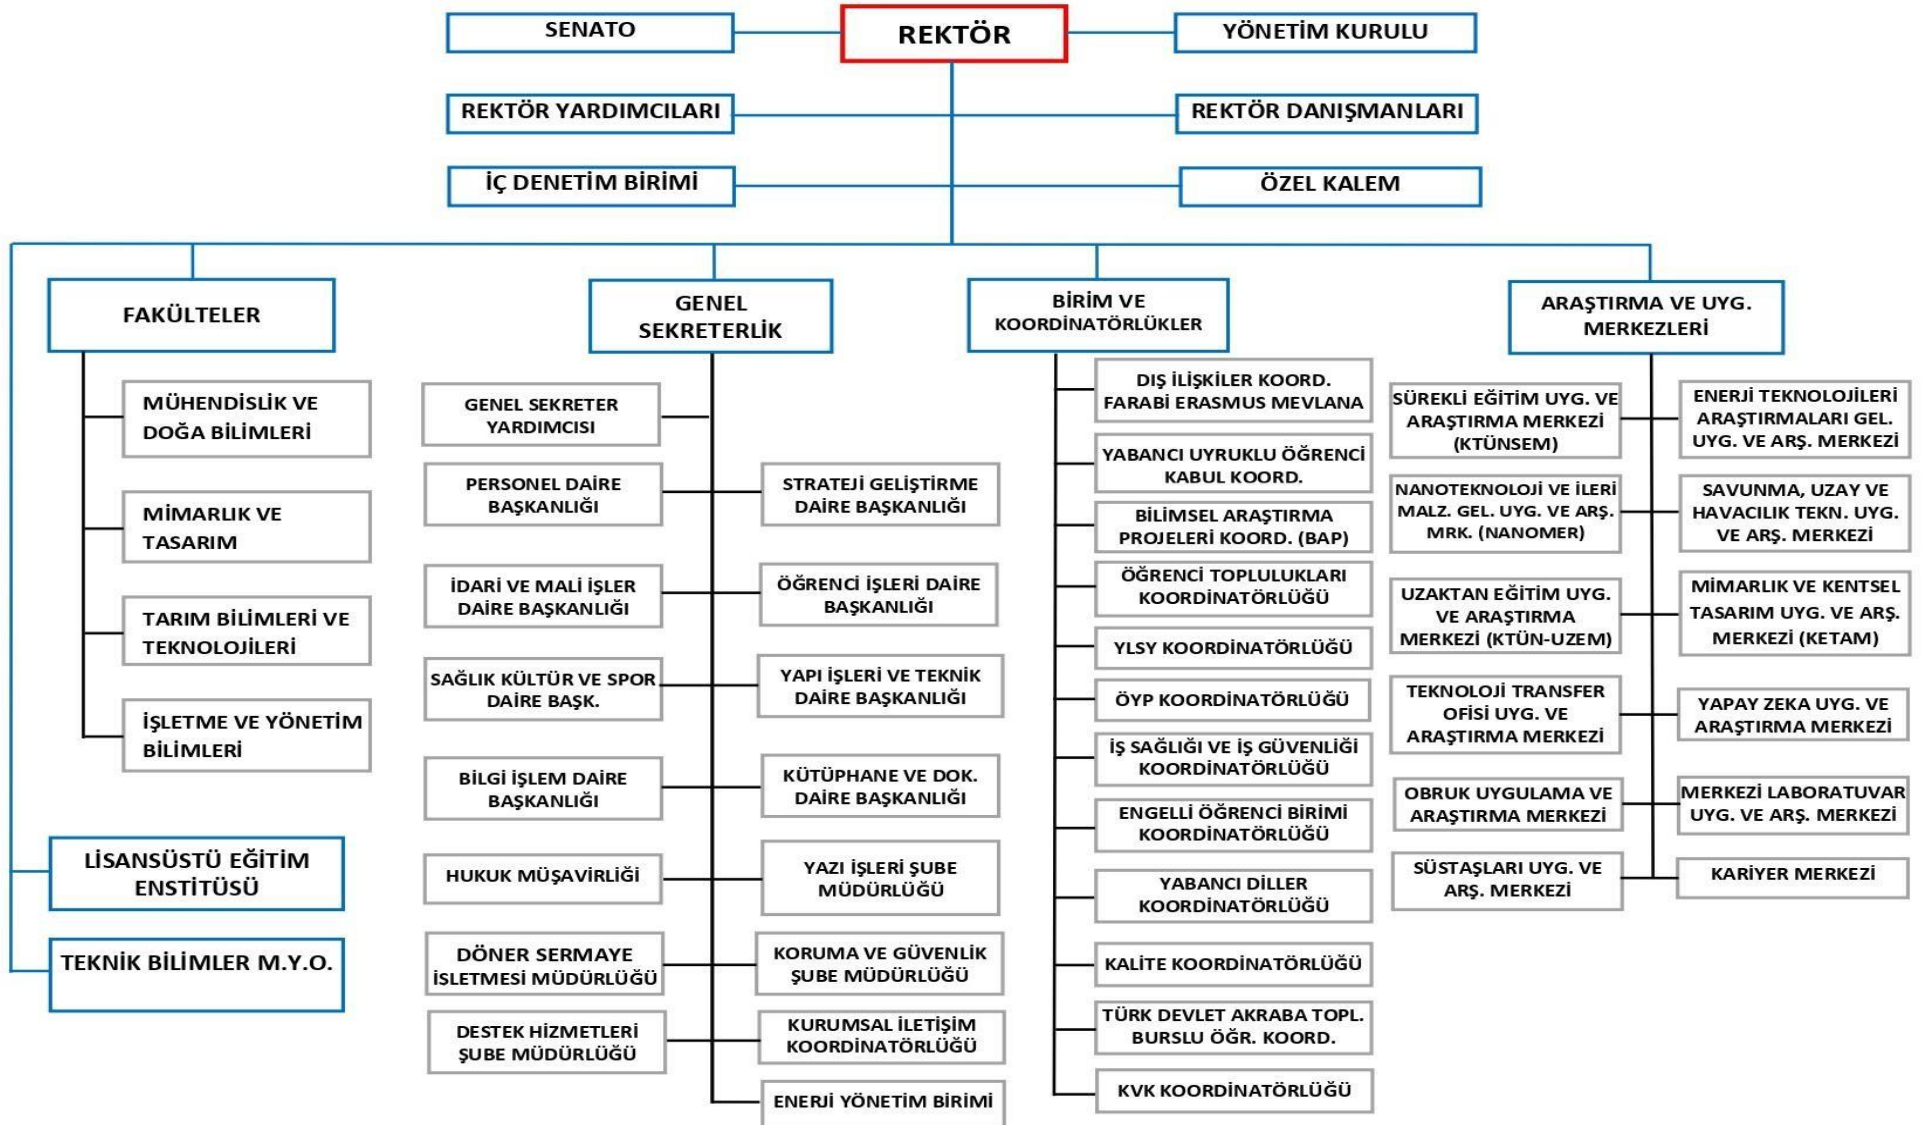 SENATO
REKTÖR
YÖNETİM KURULU
REKTÖR YARDIMCILARI
REKTÖR DANIŞMANLARI
İÇ DENETİM BİRİMİ
ÖZEL KALEM
FAKÜLTELER
MÜHENDİSLİK VE
DOĞA BİLİMLERİ
MİMARLIK VE
TASARIM
TARIM BİLİMLERİ VE
TEKNOLOJİLERİ
İŞLETME VE YÖNETİM
BİLİMLERİ
LİSANSÜSTÜ EĞİTİM
ENSTİTÜSÜ
TEKNİK BİLİMLER M.Y.O.
GENEL
SEKRETERLİK
GENEL SEKRETER
YARDIMCISI
PERSONEL DAİRE
BAŞKANLIĞI
STRATEJİ GELİŞTİRME
DAİRE BAŞKANLIĞI
İDARİ VE MALİ İŞLER
DAİRE BAŞKANLIĞI
ÖĞRENCİ İŞLERİ DAİRE
BAŞKANLIĞI
SAĞLIK KÜLTÜR VE SPOR
DAİRE BAŞK.
YAPI İŞLERİ VE TEKNİK
DAİRE BAŞKANLIĞI
BİLGİ İŞLEM DAİRE
BAŞKANLIĞI
KÜTÜPHANE VE DOK.
DAİRE BAŞKANLIĞI
HUKUK MÜŞAVİRLİĞİ
YAZI İŞLERİ ŞUBE
MÜDÜRLÜĞÜ
DÖNER SERMAYE
İŞLETMESİ MÜDÜRLÜĞÜ
KORUMA VE GÜVENLİK
ŞUBE MÜDÜRLÜĞÜ
DESTEK HİZMETLERİ
ŞUBE MÜDÜRLÜĞÜ
KURUMSAL İLETİŞİM
KOORDİNATÖRLÜĞÜ
ENERJİ YÖNETİM BİRİMİ
BİRİM VE
KOORDİNATÖRLÜKLER
DIŞ İLİŞKİLER KOORD.
FARABİ ERASMUS MEVLANA
YABANCI UYRUKLU ÖĞRENCİ
KABUL KOORD.
BİLİMSEL ARAŞTIRMA
PROJELERİ KOORD. (BAP)
ÖĞRENCİ TOPLULUKLARI
KOORDİNATÖRLÜĞÜ
YLSY KOORDİNATÖRLÜĞÜ
ÖYP KOORDİNATÖRLÜĞÜ
İŞ SAĞLIĞI VE İŞ GÜVENLİĞİ
KOORDİNATÖRLÜĞÜ
ENGELLİ ÖĞRENCİ BİRİMİ
KOORDİNATÖRLÜĞÜ
YABANCI DİLLER
KOORDİNATÖRLÜĞÜ
KALİTE KOORDİNATÖRLÜĞÜ
TÜRK DEVLET AKRABA TOPL.
BURSLU ÖĞR. KOORD.
KVK KOORDİNATÖRLÜĞÜ
ARAŞTIRMA VE UYG.
MERKEZLERİ
SÜREKLİ EĞİTİM UYG. VE
ARAŞTIRMA MERKEZİ
(KTÜNSEM)
ENERJİ TEKNOLOJİLERİ
ARAŞTIRMALARI GEL.
UYG. VE ARŞ. MERKEZİ
NANOTEKNOLOJİ VE İLERİ
MALZ. GEL. UYG. VE ARŞ.
MRK. (NANOMER)
SAVUNMA, UZAY VE
HAVACILIK TEKN. UYG.
VE ARŞ. MERKEZİ
UZAKTAN EĞİTİM UYG.
VE ARAŞTIRMA
MERKEZİ (KTÜN-UZEM)
MİMARLIK VE KENTSEL
TASARIM UYG. VE ARŞ.
MERKEZİ (KETAM)
TEKNOLOJİ TRANSFER
OFİSİ UYG. VE
ARAŞTIRMA MERKEZİ
YAPAY ZEKA UYG. VE
ARAŞTIRMA MERKEZİ
OBRUK UYGULAMA VE
ARAŞTIRMA MERKEZİ
MERKEZİ LABORATUVAR
UYG. VE ARŞ. MERKEZİ
SÜSTAŞLARI UYG. VE
ARŞ. MERKEZİ
KARİYER MERKEZİ